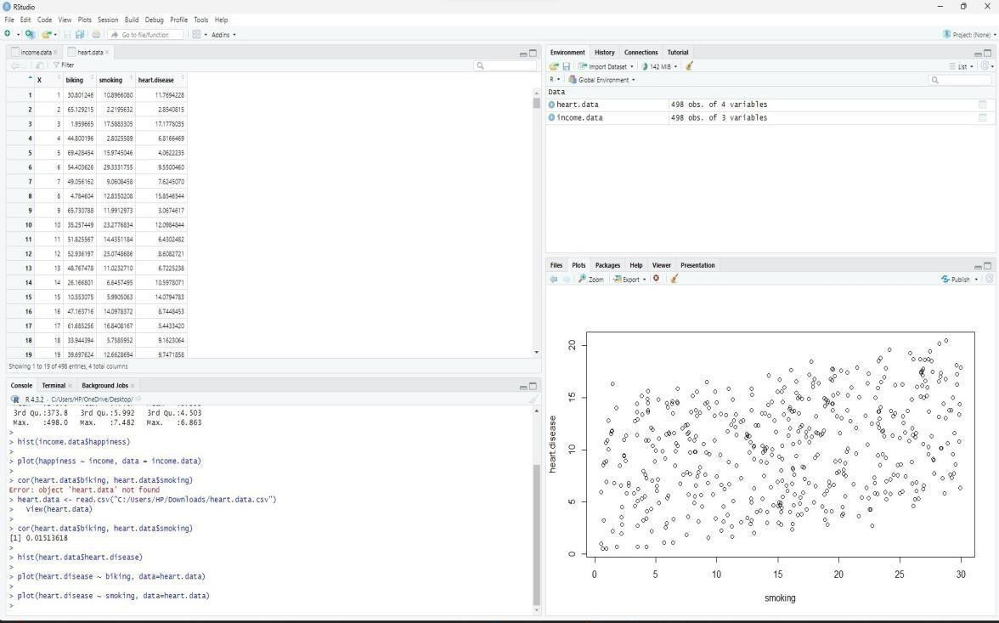 RStudio
File Edit Code View Plots Session Build Debug Profile Tools Help
Go to file/function Addins Project: (None)
income.data heart.data
Filter
X biking smoking heart.disease
1 1 30.801246 10.8966080 11.7694228
2 2 65.129215 2.2195632 2.8540815
3 3 1.959665 17.5883305 17.1778035
4 4 44.800196 2.8025589 6.8166469
5 5 69.428454 15.9745046 4.0622235
6 6 54.403626 29.3331755 9.5500460
7 7 49.056162 9.0608458 7.6245070
8 8 4.784604 12.8350208 15.8546544
9 9 65.730788 11.9912973 3.0674617
10 10 35.257449 23.2776834 12.0984844
11 11 51.825567 14.4351184 6.4302482
12 12 52.936197 25.0748686 8.6082721
13 13 48.767478 11.0232710 6.7225238
14 14 26.166801 6.6457495 10.5978071
15 15 10.553075 5.9905063 14.0794783
16 16 47.163716 14.0978372 8.7448453
17 17 61.685256 16.8408167 5.4433420
18 18 33.944394 5.7585952 9.1623064
19 19 39.697624 12.6628694 9.7471858
Showing 1 to 19 of 498 entries, 4 total columns
Console Terminal Background Jobs
R 4.3.2 · C:/Users/HP/OneDrive/Desktop/
3rd Qu.:373.8 3rd Qu.:5.992 3rd Qu.:4.503
Max. :498.0 Max. :7.482 Max. :6.863
>
> hist(income.data$happiness)
>
> plot(happiness ~ income, data = income.data)
>
> cor(heart.data$biking, heart.data$smoking)
Error: object 'heart.data' not found
> heart.data <- read.csv("C:/Users/HP/Downloads/heart.data.csv")
> View(heart.data)
>
> cor(heart.data$biking, heart.data$smoking)
[1] 0.01513618
>
> hist(heart.data$heart.disease)
>
> plot(heart.disease ~ biking, data=heart.data)
>
> plot(heart.disease ~ smoking, data=heart.data)
>
Environment History Connections Tutorial
Import Dataset 142 MiB List
R Global Environment
Data
heart.data 498 obs. of 4 variables
income.data 498 obs. of 3 variables
Files Plots Packages Help Viewer Presentation
Zoom Export Publish
20
15
10
5
0
heart.disease
0 5 10 15 20 25 30
smoking